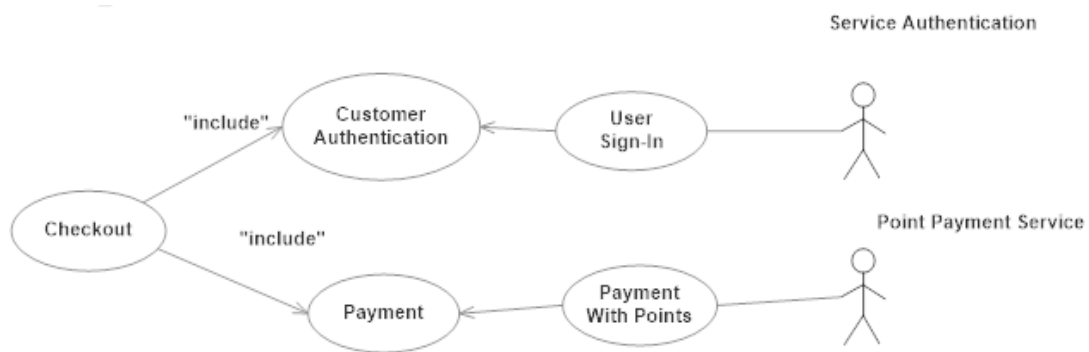 Service Authentication
"include"
Customer
Authentication
User
Sign-In
Checkout
"include"
Point Payment Service
Payment
Payment
With Points